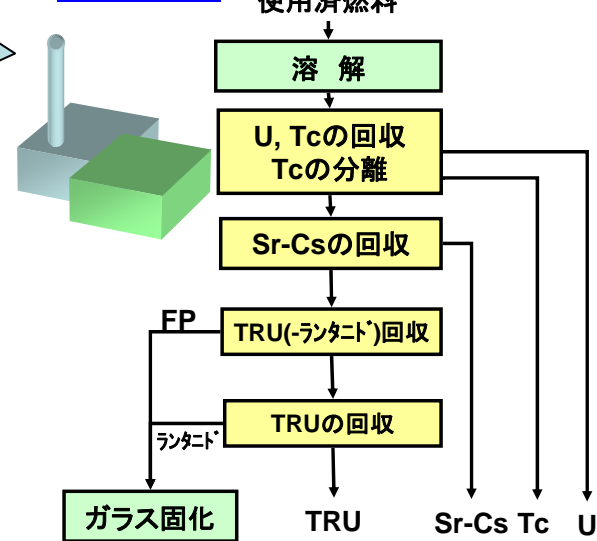 使用済燃料
溶 解
U, Tcの回収
Tcの分離
Sr-Csの回収
FP
TRU(-ﾗﾝﾀﾆﾄﾞ)回収
TRUの回収
ﾗﾝﾀﾆﾄﾞ
ガラス固化
TRU
Sr-Cs
Tc
U